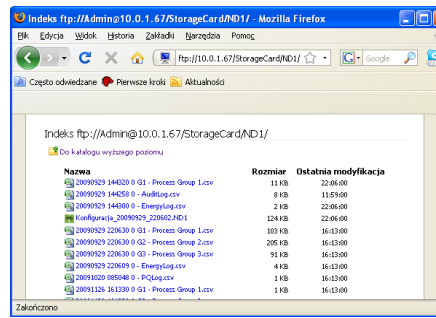 Indeks ftp://Admin@10.0.1.67/StorageCard/ND1/ - Mozilla Firefox
Plik Edycja Widok Historia Zakładki Narzędzia Pomoc
ftp://10.0.1.67/StorageCard/ND1/ Google
Często odwiedzane Pierwsze kroki Aktualności
Indeks ftp://Admin@10.0.1.67/StorageCard/ND1/
Do katalogu wyższego poziomu
Nazwa Rozmiar Ostatnia modyfikacja
20090929 144320 0 G1 - Process Group 1.csv 11 KB 22:06:00
20090929 144258 0 - AuditLog.csv 8 KB 11:59:00
20090929 144300 0 - EnergyLog.csv 2 KB 22:06:00
Konfiguracja_20090929_220602.ND1 124 KB 22:06:00
20090929 220630 0 G1 - Process Group 1.csv 103 KB 16:13:00
20090929 220630 0 G2 - Process Group 2.csv 205 KB 16:13:00
20090929 220630 0 G3 - Process Group 3.csv 91 KB 16:13:00
20090929 220609 0 - EnergyLog.csv 4 KB 16:13:00
20091020 085048 0 - PQLog.csv 1 KB 16:13:00
20091126 161330 0 G1 - Process Group 1.csv 1 KB 16:13:00
Zakończono